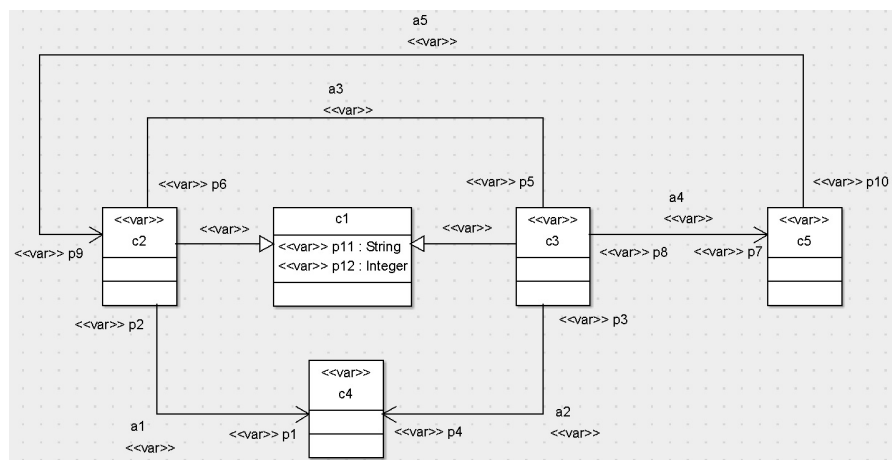 a5
<<var>>
a3
<<var>>
<<var>> p6
<<var>> p5
<<var>> p10
a4
<<var>>
<<var>>
c2
<<var>>
c1
<<var>> p11 : String
<<var>> p12 : Integer
<<var>>
<<var>>
c3
<<var>>
c5
<<var>> p9
<<var>> p8
<<var>> p7
<<var>> p2
<<var>> p3
<<var>>
c4
a1
<<var>>
<<var>> p1
<<var>> p4
a2
<<var>>